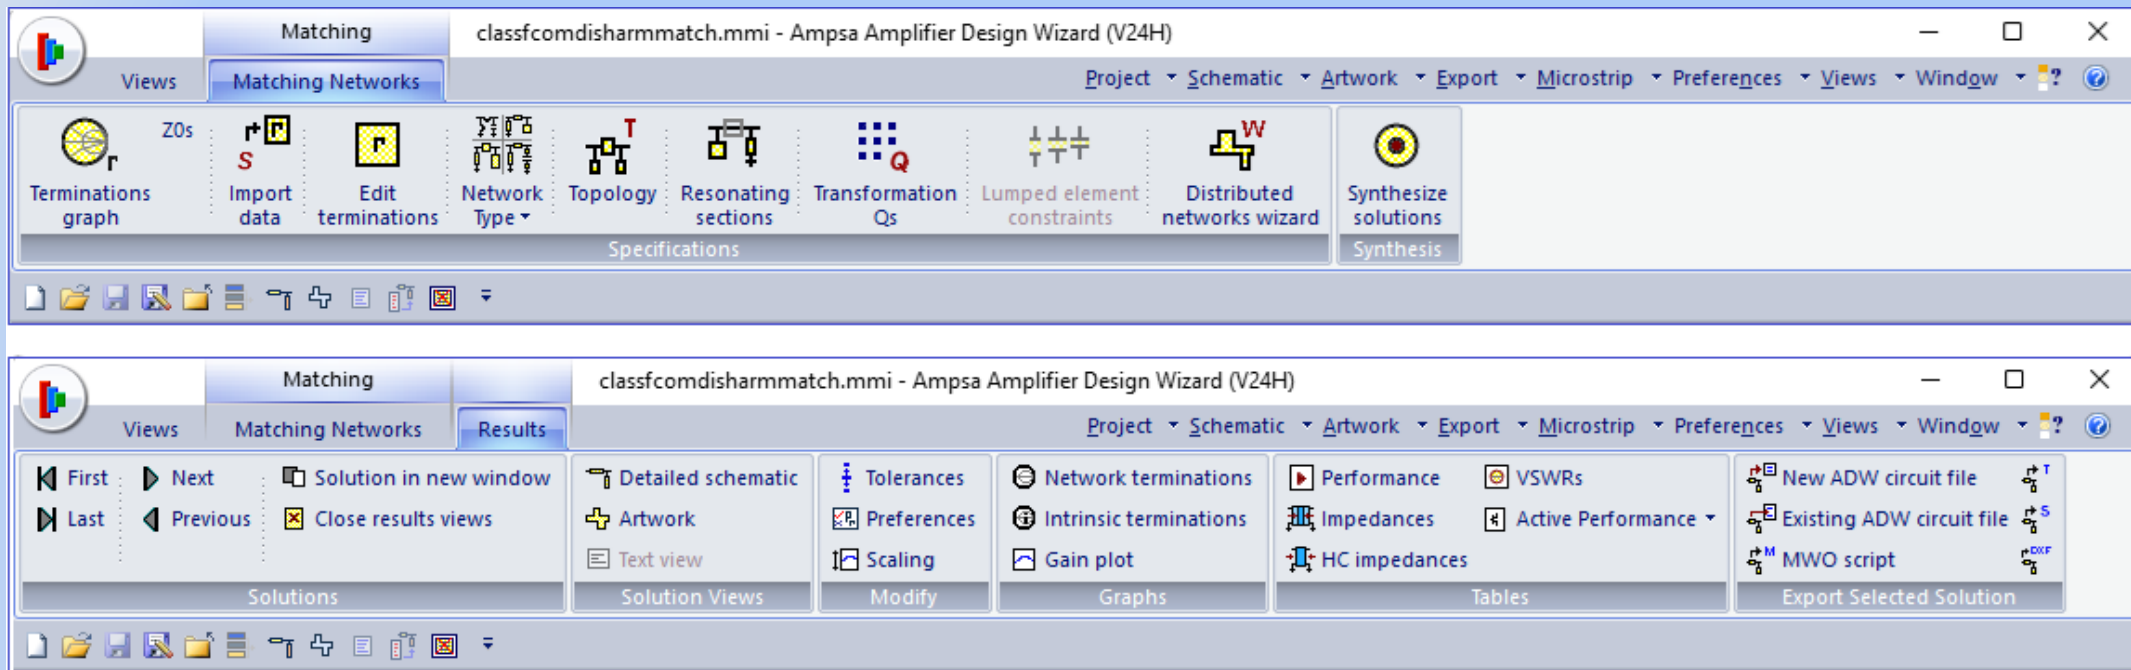 Matching
classfcomdisharmmatch.mmi - Ampsa Amplifier Design Wizard (V24H)
Views
Matching Networks
Project
Schematic
Artwork
Export
Microstrip
Preferences
Views
Window
?
?
Terminations
graph
r
Z0s
r
S
Import
data
r
Edit
terminations
Network
Type
T
Topology
Resonating
sections
Q
Transformation
Qs
Lumped element
constraints
W
Distributed
networks wizard
Synthesize
solutions
Specifications
Synthesis
Matching
classfcomdisharmmatch.mmi - Ampsa Amplifier Design Wizard (V24H)
Views
Matching Networks
Results
Project
Schematic
Artwork
Export
Microstrip
Preferences
Views
Window
?
?
First
Next
Solution in new window
Last
Previous
Close results views
Solutions
Detailed schematic
Artwork
Text view
Solution Views
Tolerances
Preferences
Scaling
Modify
Network terminations
Intrinsic terminations
Gain plot
Graphs
Performance
VSWRs
Impedances
Active Performance
HC impedances
Tables
New ADW circuit file
T
Existing ADW circuit file
S
M
MWO script
DXF
Export Selected Solution